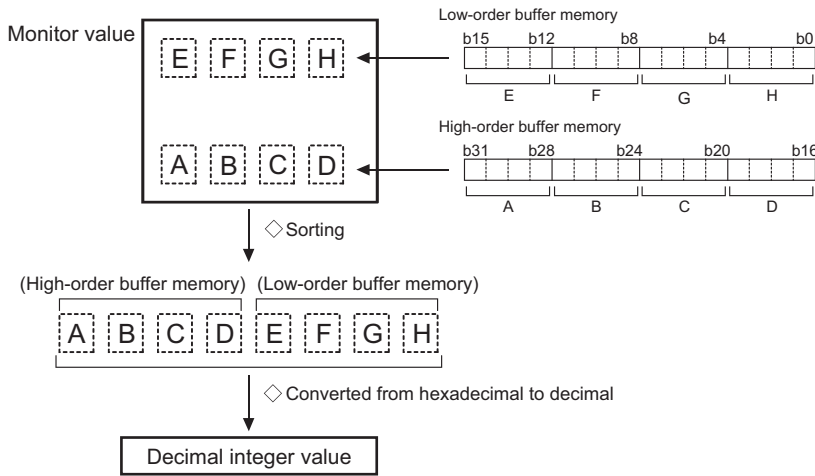 Monitor value
E F G H
A B C D
Low-order buffer memory
b15 b12 b8 b4 b0
E F G H
High-order buffer memory
b31 b28 b24 b20 b16
A B C D
◇ Sorting
(High-order buffer memory) (Low-order buffer memory)
A B C D E F G H
◇ Converted from hexadecimal to decimal
Decimal integer value